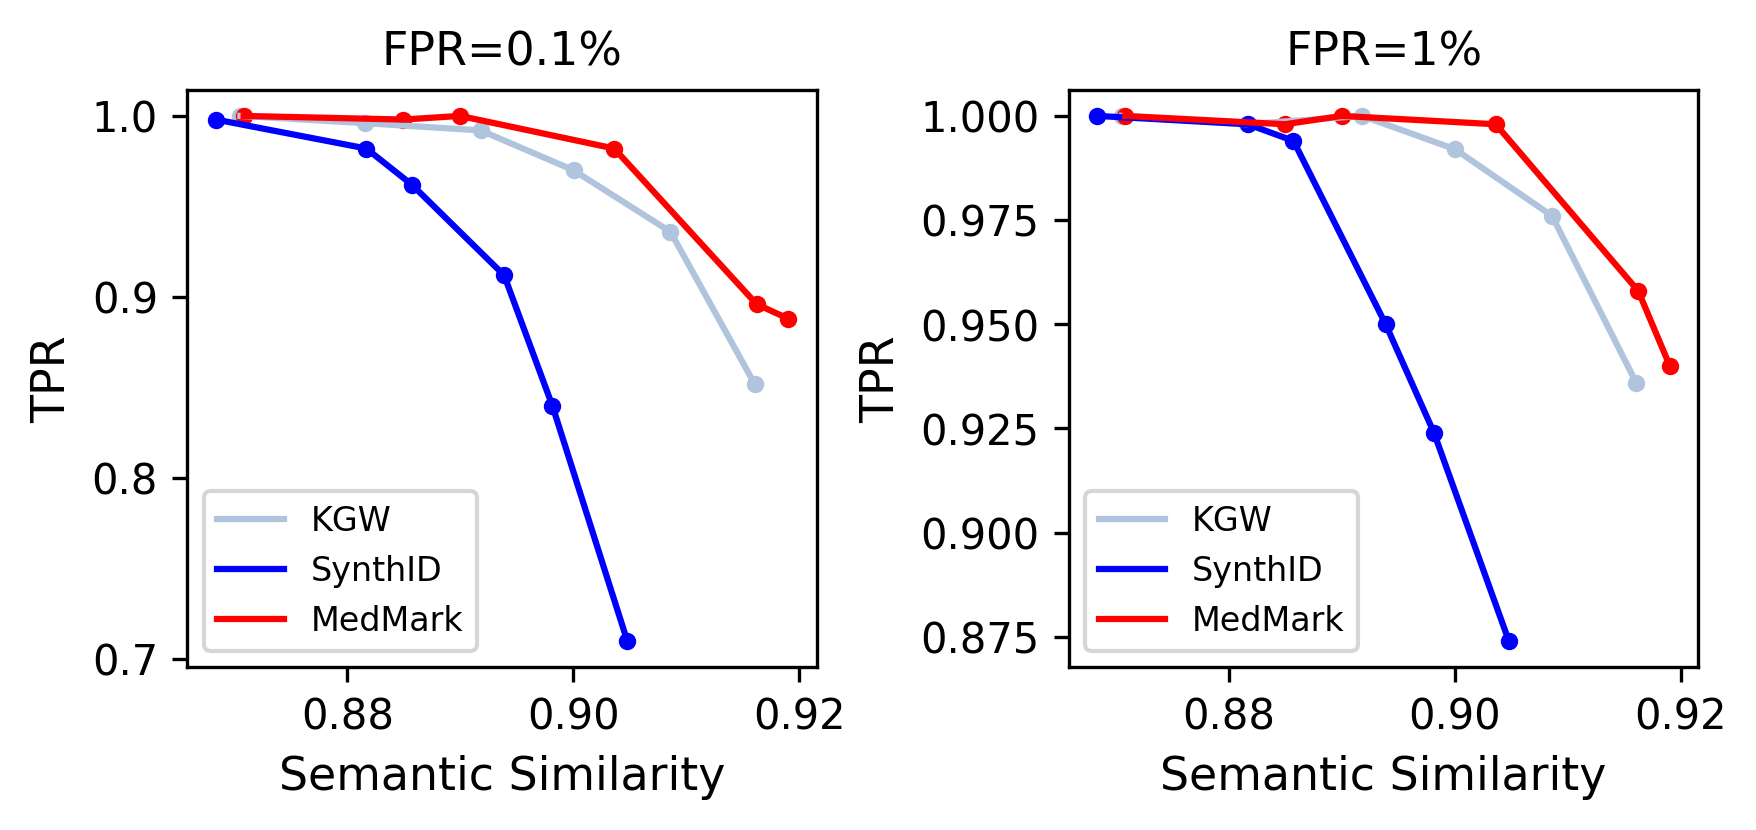 FPR=0.1%
1.0
0.9
0.8
0.7
TPR
KGW
SynthID
MedMark
0.88 0.90 0.92
Semantic Similarity
FPR=1%
1.000
0.975
0.950
0.925
0.900
0.875
TPR
KGW
SynthID
MedMark
0.88 0.90 0.92
Semantic Similarity